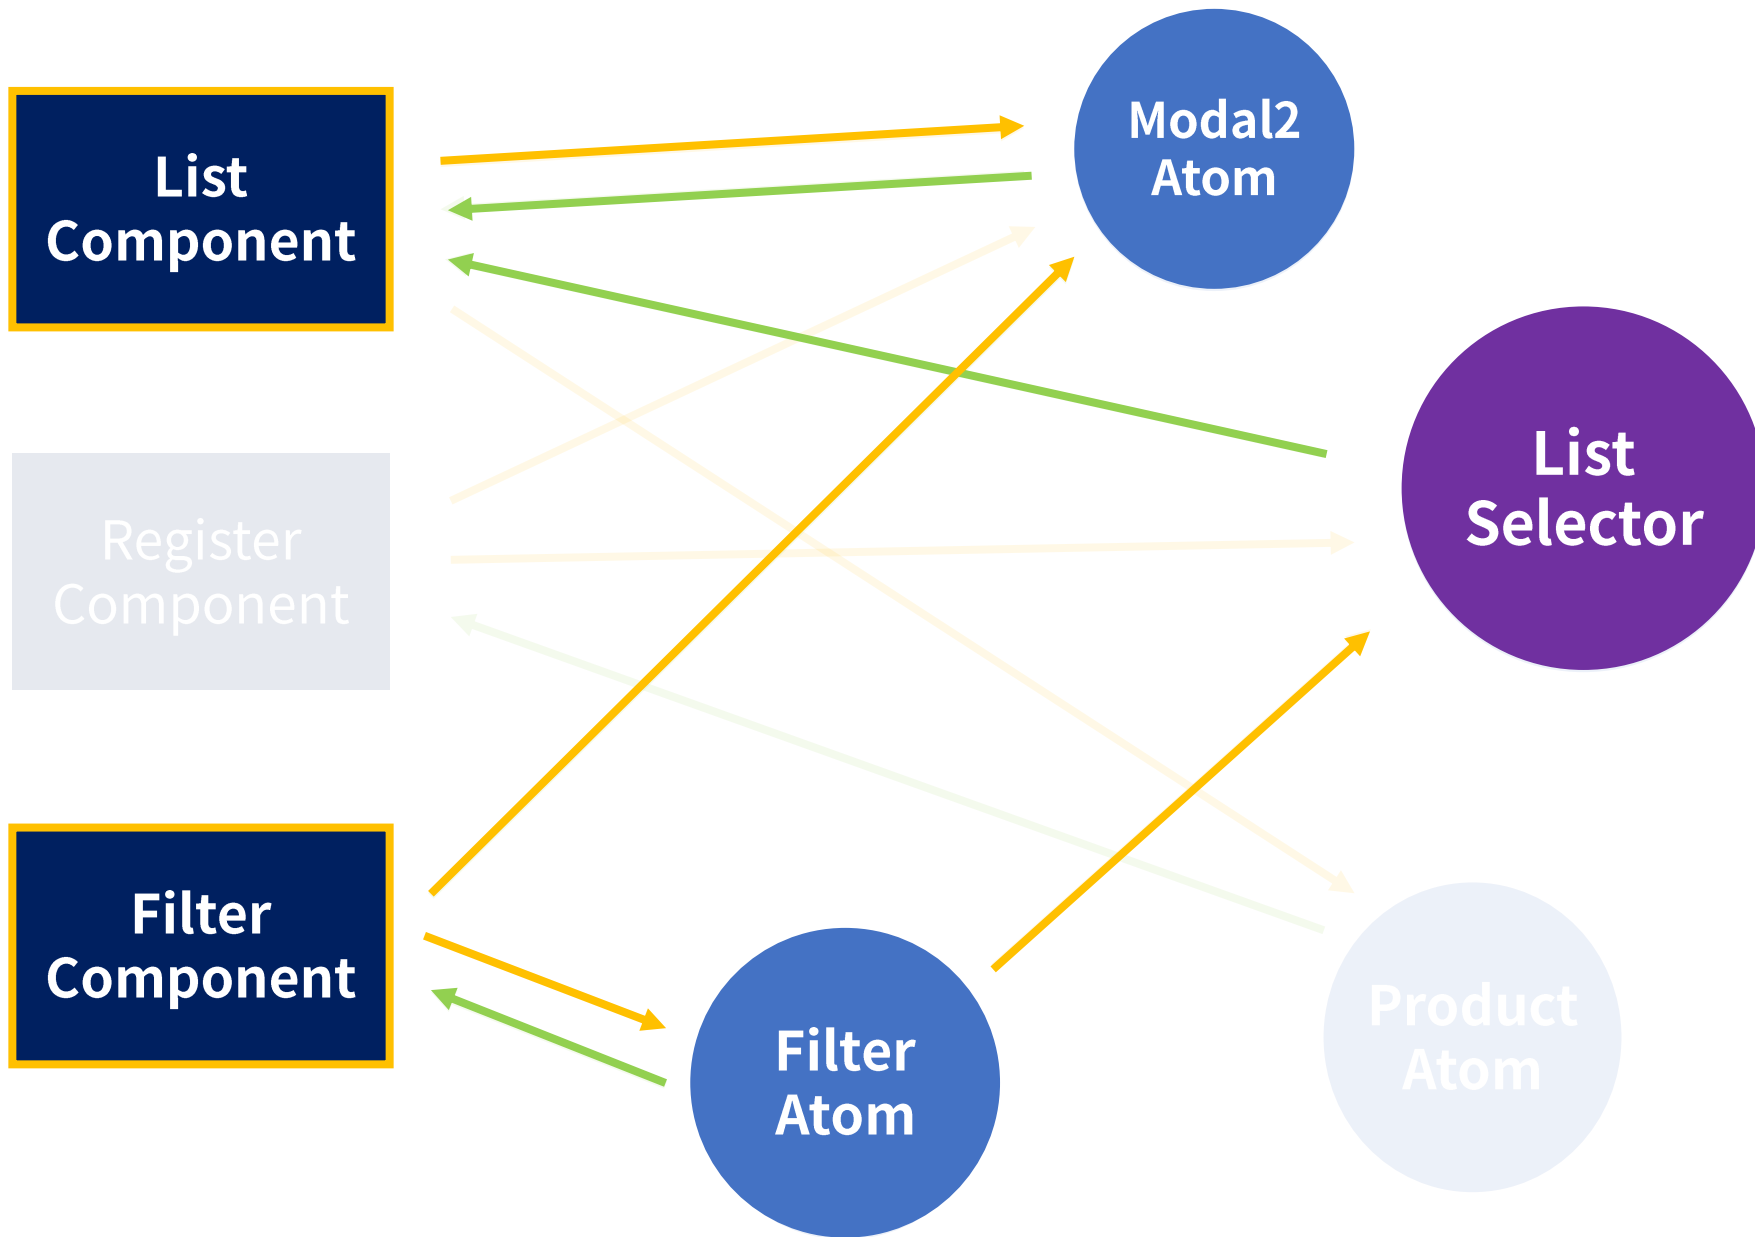 List
Component
Modal2
Atom
List
Selector
Register
Component
Filter
Component
Filter
Atom
Product
Atom